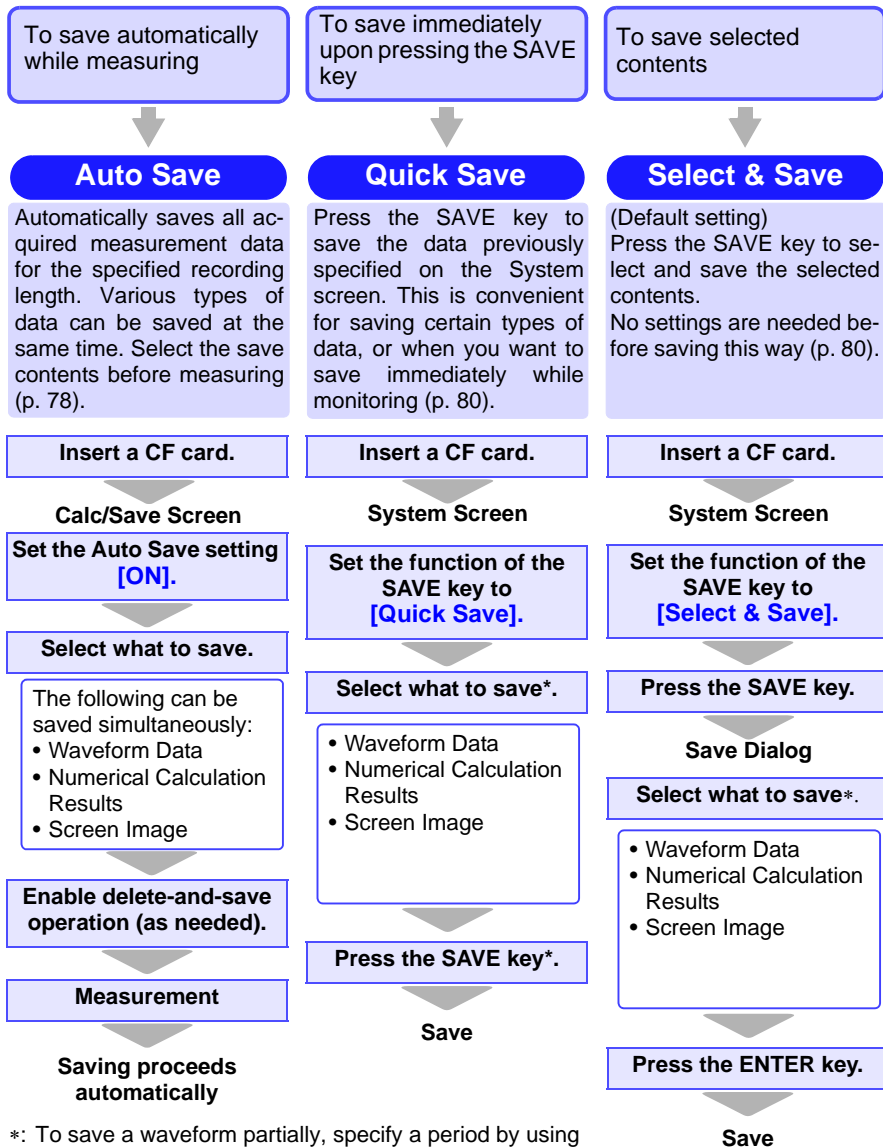 To save automatically
while measuring
To save immediately
upon pressing the SAVE
key
To save selected
contents
Auto Save
Automatically saves all ac-
quired measurement data
for the specified recording
length. Various types of
data can be saved at the
same time. Select the save
contents before measuring
(p. 78).
Quick Save
Press the SAVE key to
save the data previously
specified on the System
screen. This is convenient
for saving certain types of
data, or when you want to
save immediately while
monitoring (p. 80).
Select & Save
(Default setting)
Press the SAVE key to se-
lect and save the selected
contents.
No settings are needed be-
fore saving this way (p. 80).
Insert a CF card.
Calc/Save Screen
Set the Auto Save setting
[ON].
Select what to save.
The following can be
saved simultaneously:
• Waveform Data
• Numerical Calculation
Results
• Screen Image
Enable delete-and-save
operation (as needed).
Measurement
Saving proceeds
automatically
Insert a CF card.
System Screen
Set the function of the
SAVE key to
[Quick Save].
Select what to save*.
• Waveform Data
• Numerical Calculation
Results
• Screen Image
Press the SAVE key*.
Save
Insert a CF card.
System Screen
Set the function of the
SAVE key to
[Select & Save].
Press the SAVE key.
Save Dialog
Select what to save*.
• Waveform Data
• Numerical Calculation
Results
• Screen Image
Press the ENTER key.
Save
*: To save a waveform partially, specify a period by using